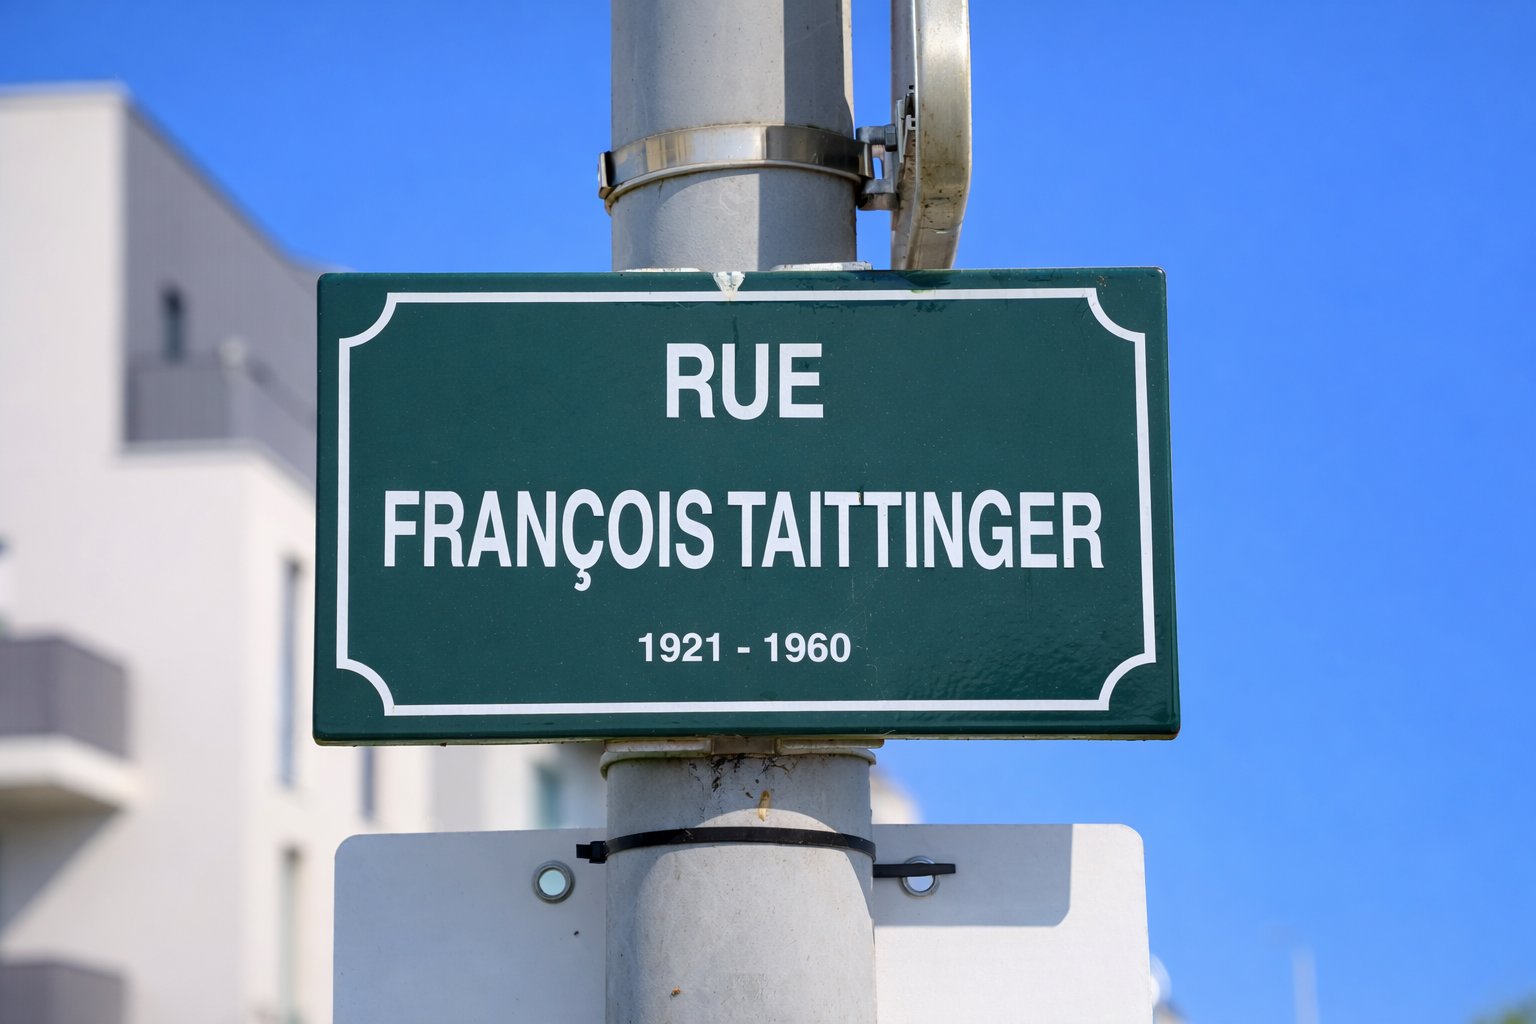 RUE
FRANÇOIS TAITTINGER
1921 - 1960